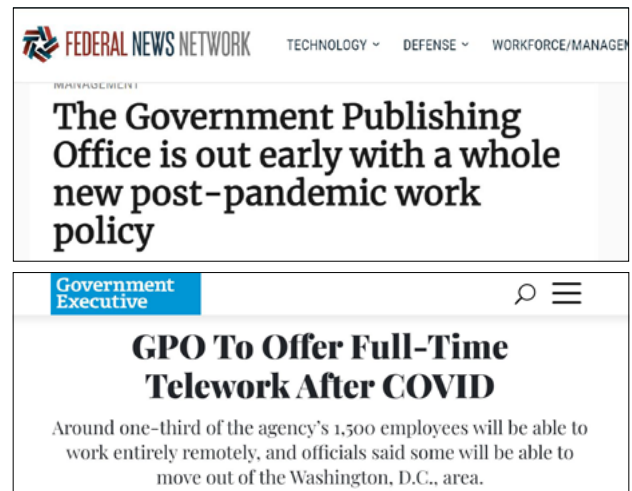 FEDERAL NEWS NETWORK TECHNOLOGY DEFENSE WORKFORCE/MANAGEM
MANAGEMENT
The Government Publishing
Office is out early with a whole
new post-pandemic work
policy
Government
Executive
GPO To Offer Full-Time
Telework After COVID
Around one-third of the agency's 1,500 employees will be able to
work entirely remotely, and officials said some will be able to
move out of the Washington, D.C., area.